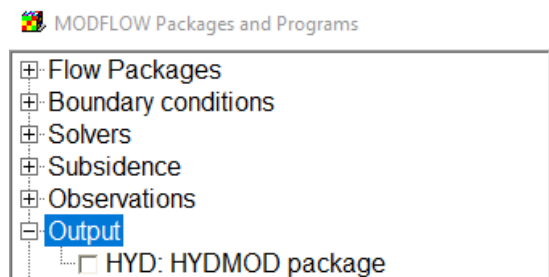 MODFLOW Packages and Programs
Flow Packages
Boundary conditions
Solvers
Subsidence
Observations
Output
HYD: HYDMOD package